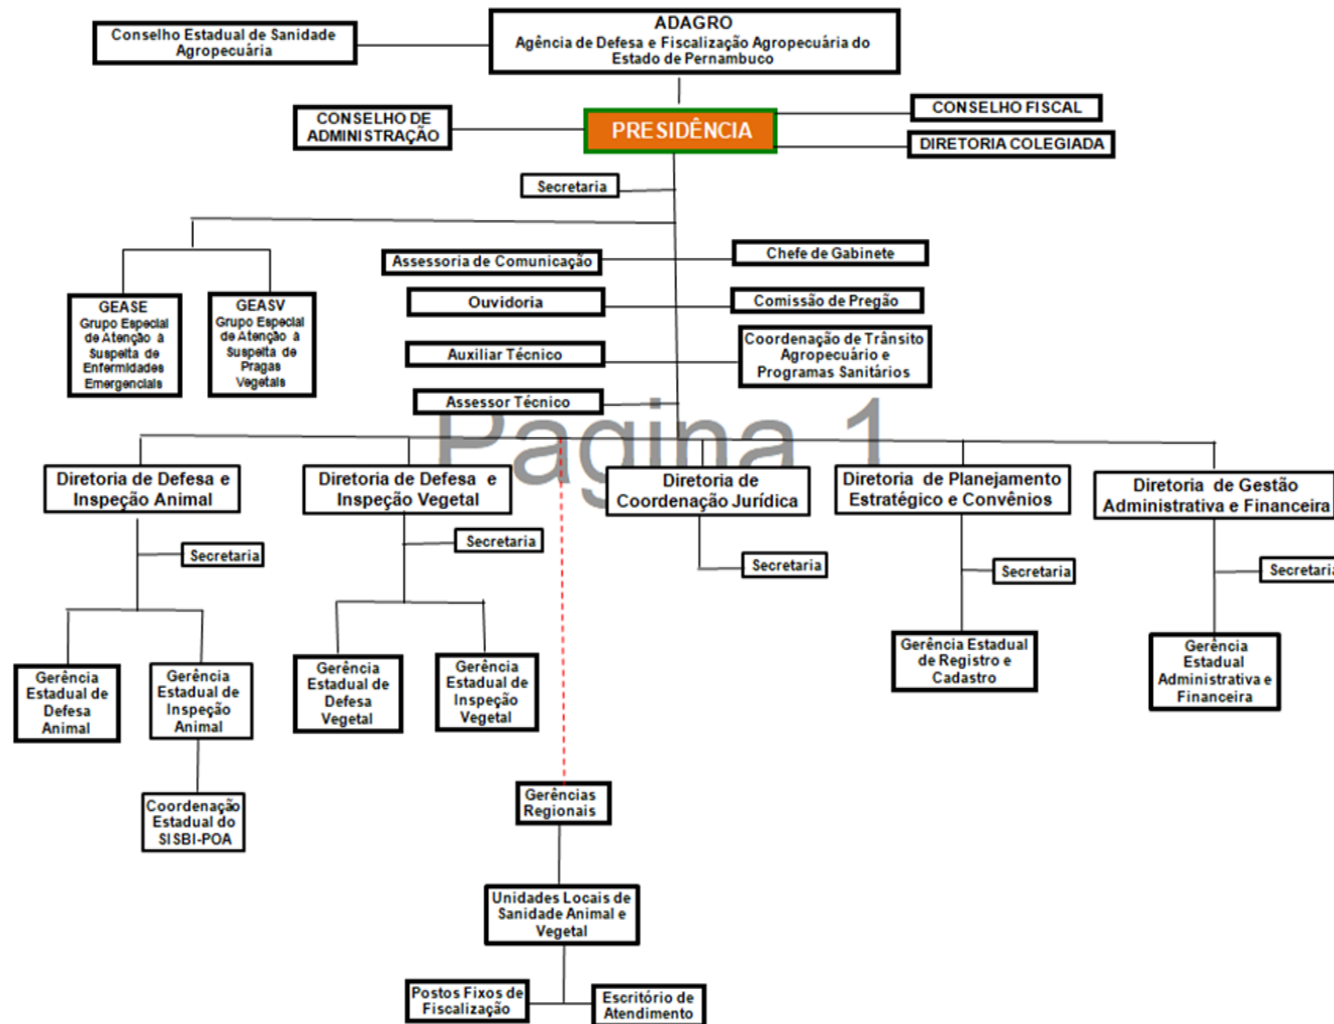 Conselho Estadual de Sanidade
Agropecuária
ADAGRO
Agência de Defesa e Fiscalização Agropecuária do
Estado de Pernambuco
CONSELHO DE
ADMINISTRAÇÃO
PRESIDÊNCIA
CONSELHO FISCAL
DIRETORIA COLEGIADA
Secretaria
GEASE
Grupo Especial
de Atenção à
Suspeita de
Enfermidades
Emergenciais
GEASV
Grupo Especial
de Atenção à
Suspeita de
Pragas
Vegetais
Assessoria de Comunicação
Chefe de Gabinete
Ouvidoria
Comissão de Pregão
Auxiliar Técnico
Coordenação de Trânsito
Agropecuário e
Programas Sanitários
Assessor Técnico
Pagina 1
Diretoria de Defesa e
Inspeção Animal
Diretoria de Defesa e
Inspeção Vegetal
Diretoria de
Coordenação Jurídica
Diretoria de Planejamento
Estratégico e Convênios
Diretoria de Gestão
Administrativa e Financeira
Secretaria
Secretaria
Secretaria
Secretaria
Secretaria
Gerência
Estadual de
Defesa
Animal
Gerência
Estadual de
Inspeção
Animal
Gerência
Estadual de
Defesa
Vegetal
Gerência
Estadual de
Inspeção
Vegetal
Gerência Estadual
de Registro e
Cadastro
Gerência
Estadual
Administrativa e
Financeira
Coordenação
Estadual do
SISBI-POA
Gerências
Regionais
Unidades Locais de
Sanidade Animal e
Vegetal
Postos Fixos de
Fiscalização
Escritório de
Atendimento